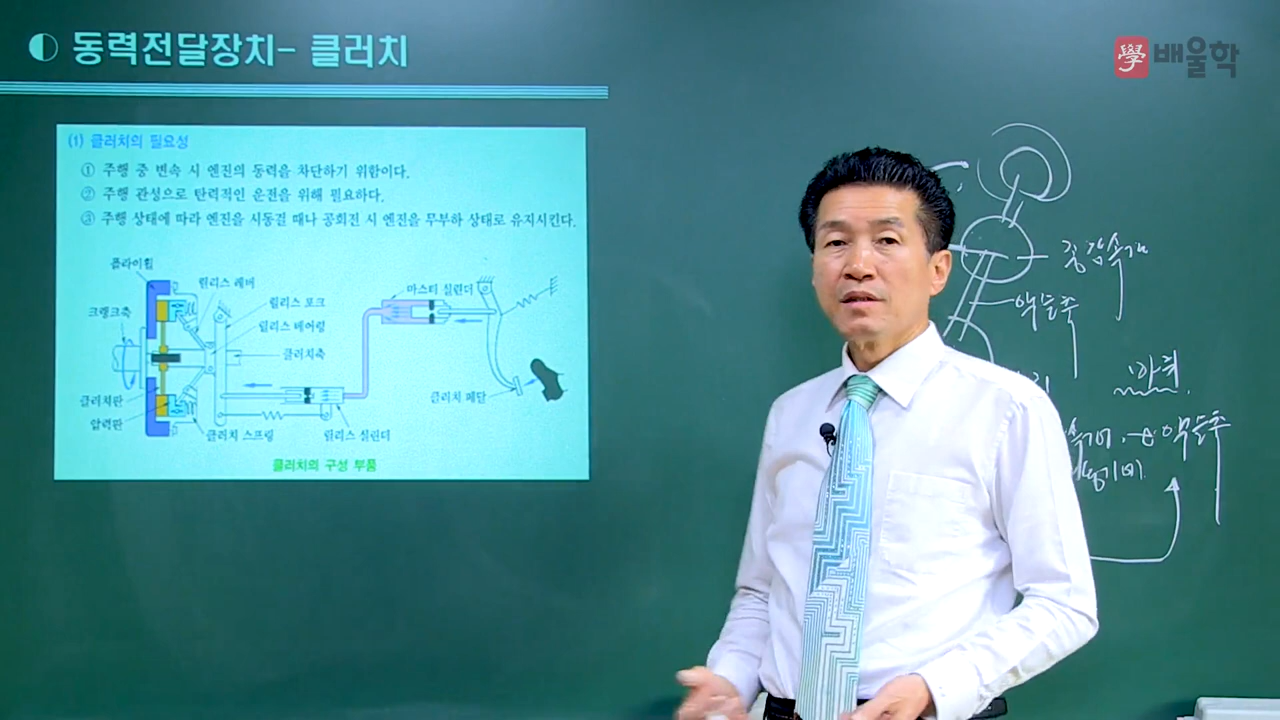 동력전달장치- 클러치
學 배울학
(1) 클러치의 필요성
① 주행 중 변속 시 엔진의 동력을 차단하기 위함이다.
② 주행 관성으로 탄력적인 운전을 위해 필요하다.
③ 주행 상태에 따라 엔진을 시동걸 때나 공회전 시 엔진을 무부하 상태로 유지시킨다.
플라이휠
릴리스 레버
마스터 실린더
릴리스 포크
크랭크축
릴리스 베어링
클러치축
클러치판
클러치 페달
압력판
클러치 스프링
릴리스 실린더
클러치의 구성 부품
종감속기